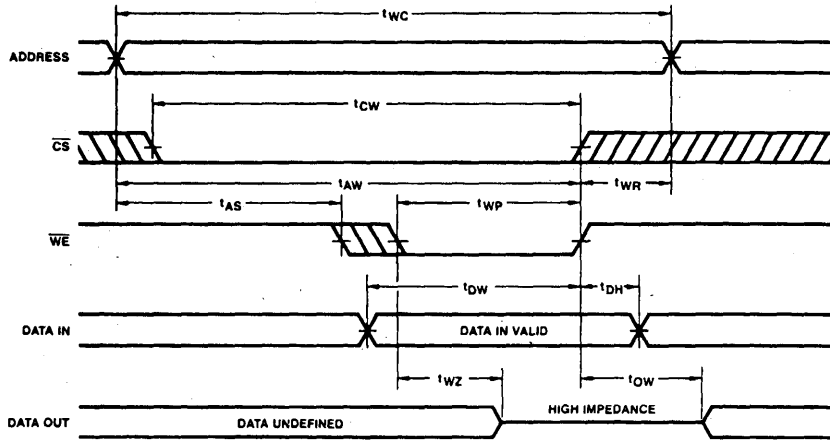 tWC
ADDRESS
tCW
CS
tAW
tWR
tAS
tWP
WE
tDW
tDH
DATA IN
DATA IN VALID
tWZ
tOW
HIGH IMPEDANCE
DATA OUT
DATA UNDEFINED